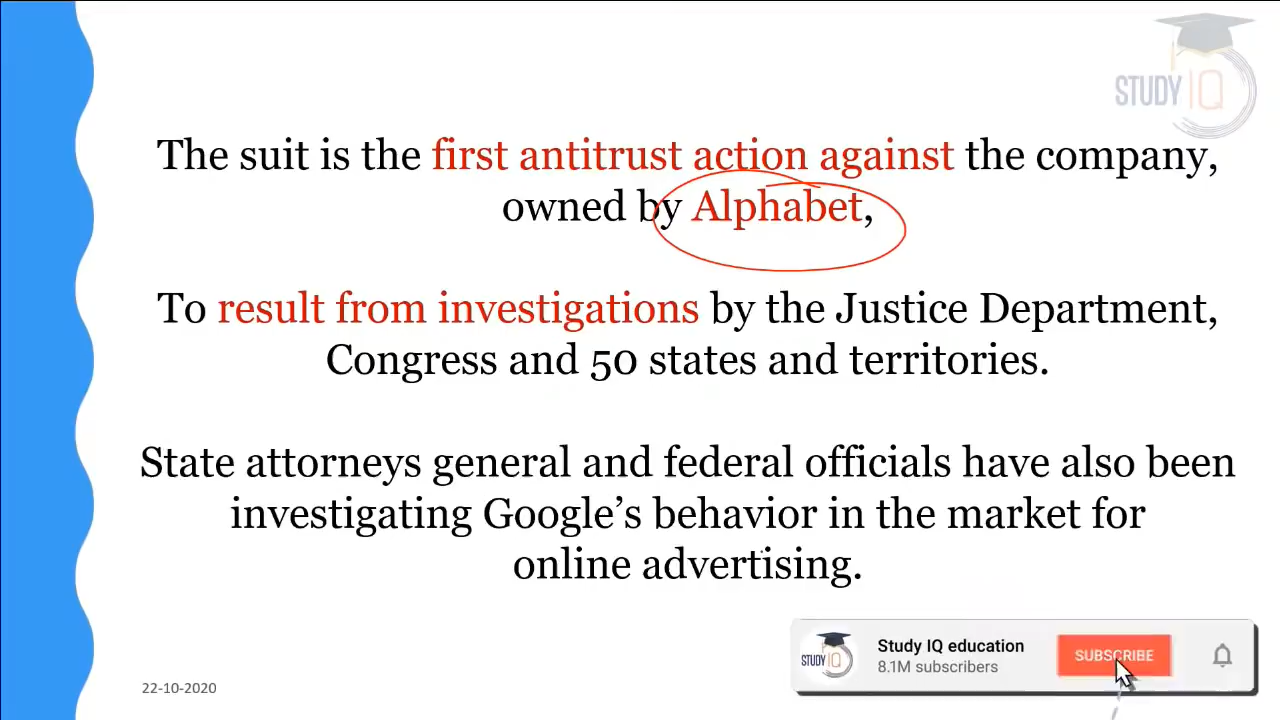 STUDY IQ
The suit is the first antitrust action against the company,
owned by Alphabet,
To result from investigations by the Justice Department,
Congress and 50 states and territories.
State attorneys general and federal officials have also been
investigating Google’s behavior in the market for
online advertising.
STUDY IQ
Study IQ education
8.1M subscribers
SUBSCRIBE
22-10-2020